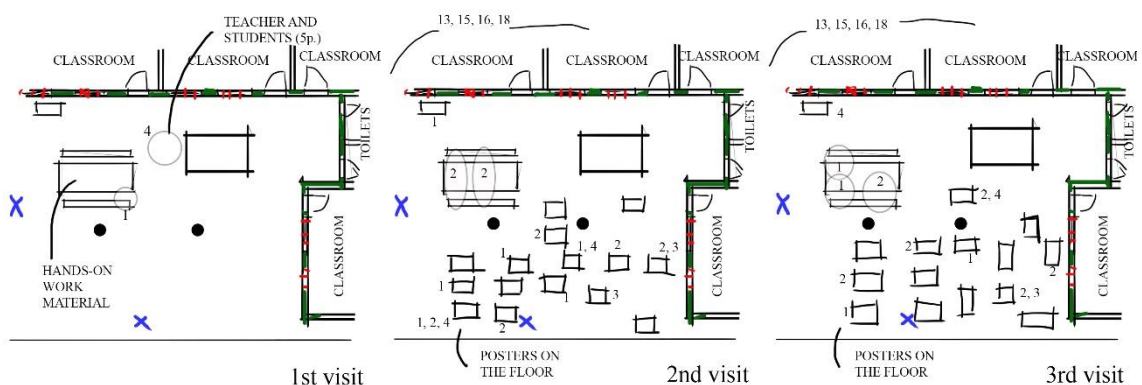 TEACHER AND
STUDENTS (5p.)
CLASSROOM
CLASSROOM
CLASSROOM
TOILETS
4
1
HANDS-ON
WORK
MATERIAL
CLASSROOM
1st visit
13, 15, 16, 18
CLASSROOM
CLASSROOM
CLASSROOM
TOILETS
1
2
2
2
1
1, 4
2
2, 3
1
1
3
1, 2, 4
2
CLASSROOM
POSTERS ON
THE FLOOR
2nd visit
13, 15, 16, 18
CLASSROOM
CLASSROOM
CLASSROOM
TOILETS
4
1
1
2
2, 4
2
1
2
2
2, 3
1
CLASSROOM
POSTERS ON
THE FLOOR
3rd visit